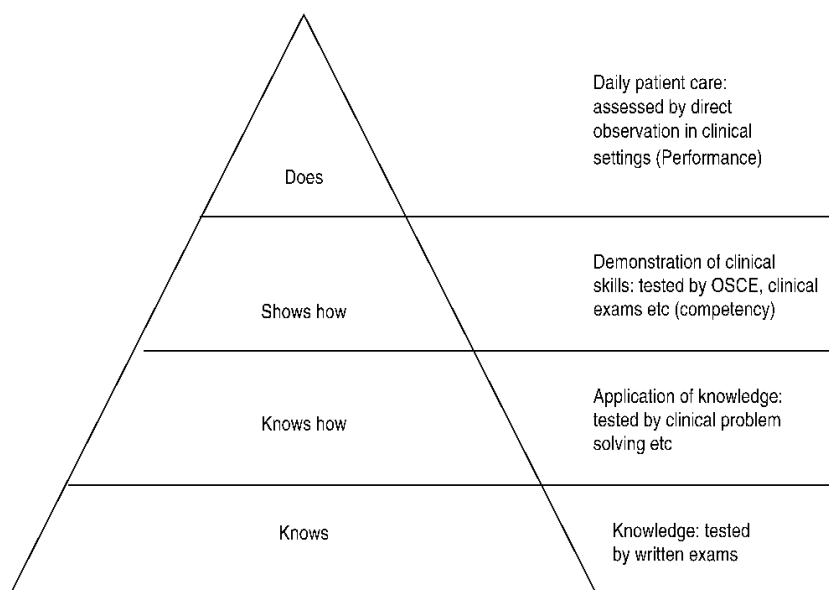 Daily patient care:
assessed by direct
observation in clinical
settings (Performance)
Does
Demonstration of clinical
skills: tested by OSCE, clinical
exams etc (competency)
Shows how
Application of knowledge:
tested by clinical problem
solving etc
Knows how
Knows
Knowledge: tested
by written exams